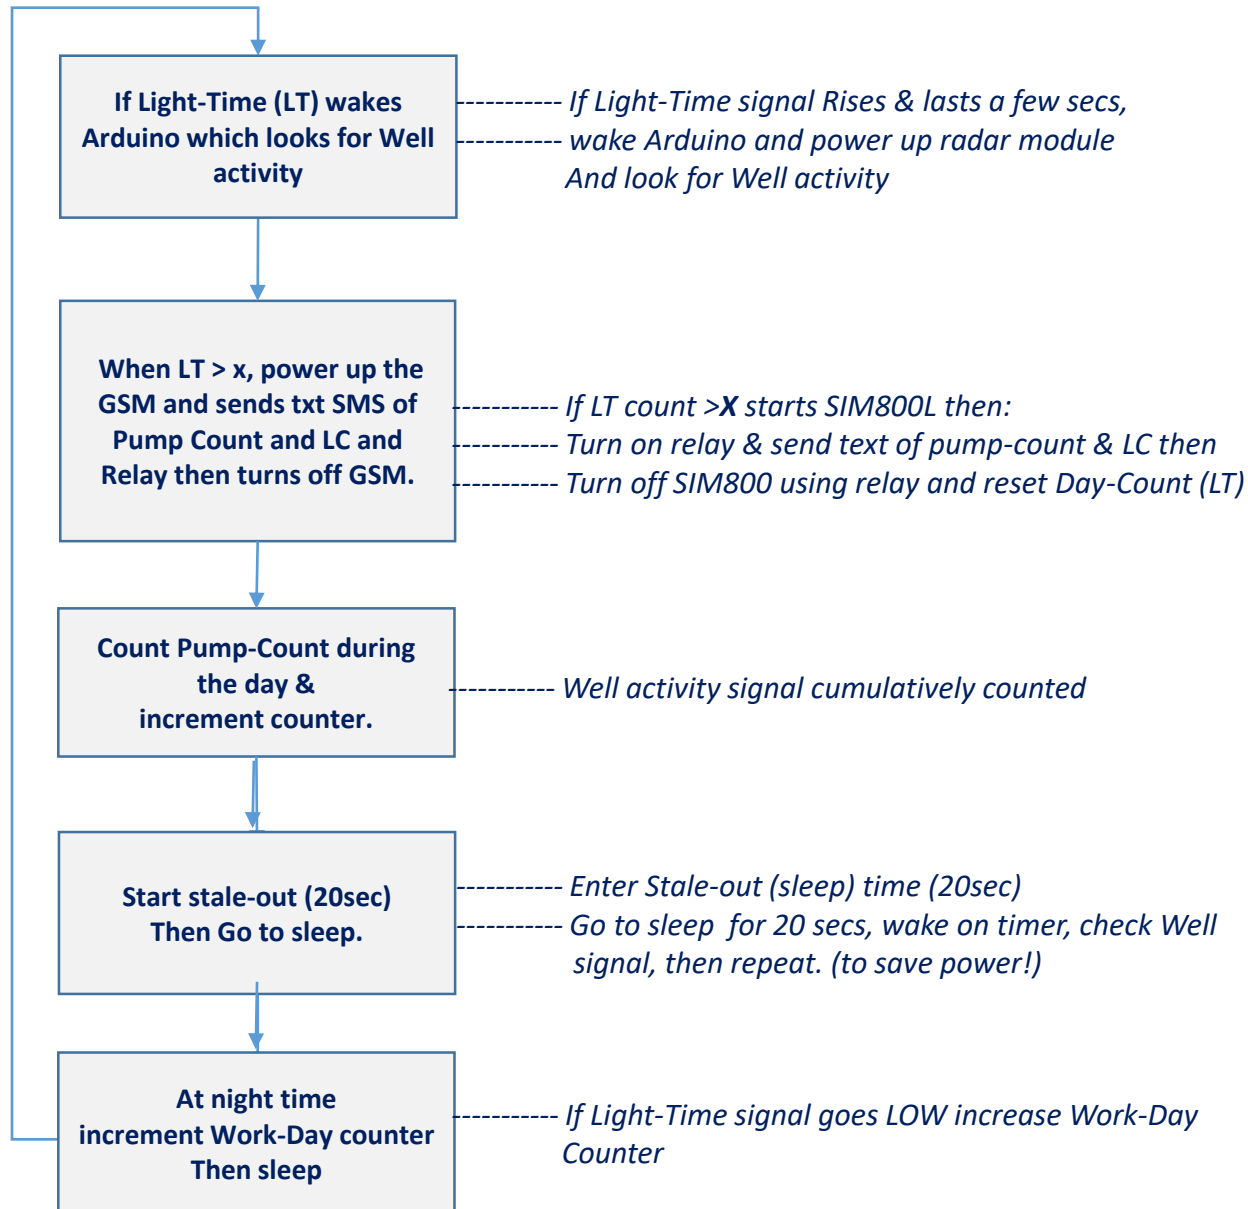 If Light-Time (LT) wakes
Arduino which looks for Well
activity
----------- If Light-Time signal Rises & lasts a few secs,
----------- wake Arduino and power up radar module
And look for Well activity
When LT > x, power up the
GSM and sends txt SMS of
Pump Count and LC and
Relay then turns off GSM.
----------- If LT count >X starts SIM800L then:
----------- Turn on relay & send text of pump-count & LC then
----------- Turn off SIM800 using relay and reset Day-Count (LT)
Count Pump-Count during
the day &
increment counter.
----------- Well activity signal cumulatively counted
Start stale-out (20sec)
Then Go to sleep.
----------- Enter Stale-out (sleep) time (20sec)
----------- Go to sleep for 20 secs, wake on timer, check Well
signal, then repeat. (to save power!)
At night time
increment Work-Day counter
Then sleep
----------- If Light-Time signal goes LOW increase Work-Day
Counter